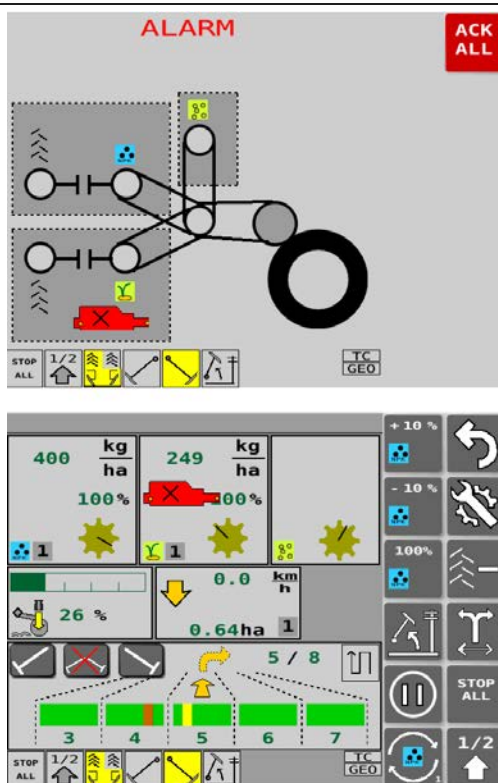 ALARM
ACK
ALL
STOP
ALL
1/2
TC
GEO
+ 10 %
400
kg
ha
100%
1
249
kg
ha
100%
1
- 10 %
100%
26 %
0.0
km
h
0.64ha
1
5 / 8
3
4
5
6
7
STOP
ALL
1/2
1
STOP
ALL
1/2
TC
GEO